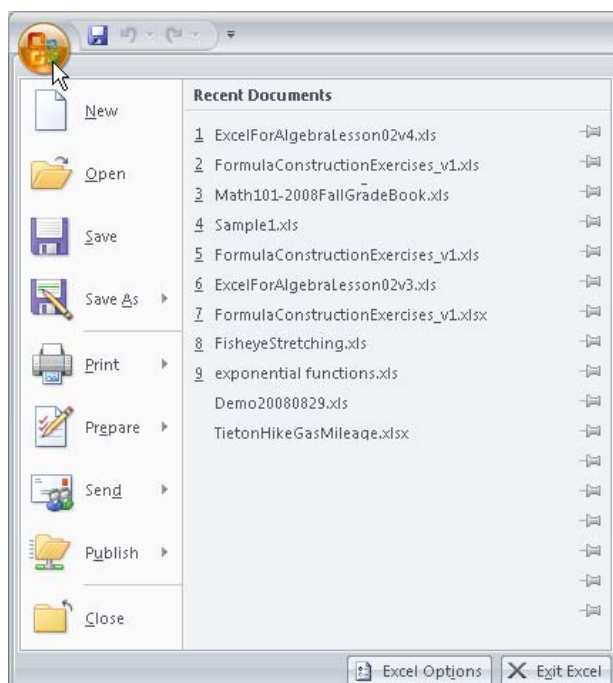 New
Open
Save
Save As
Print
Prepare
Send
Publish
Close
Recent Documents
1 ExcelForAlgebraLesson02v4.xls
2 FormulaConstructionExercises_v1.xls
3 Math101-2008FallGradeBook.xls
4 Sample1.xls
5 FormulaConstructionExercises_v1.xls
6 ExcelForAlgebraLesson02v3.xls
7 FormulaConstructionExercises_v1.xlsx
8 FisheyeStretching.xls
9 exponential functions.xls
Demo20080829.xls
TietonHikeGasMileage.xlsx
Excel Options
Exit Excel